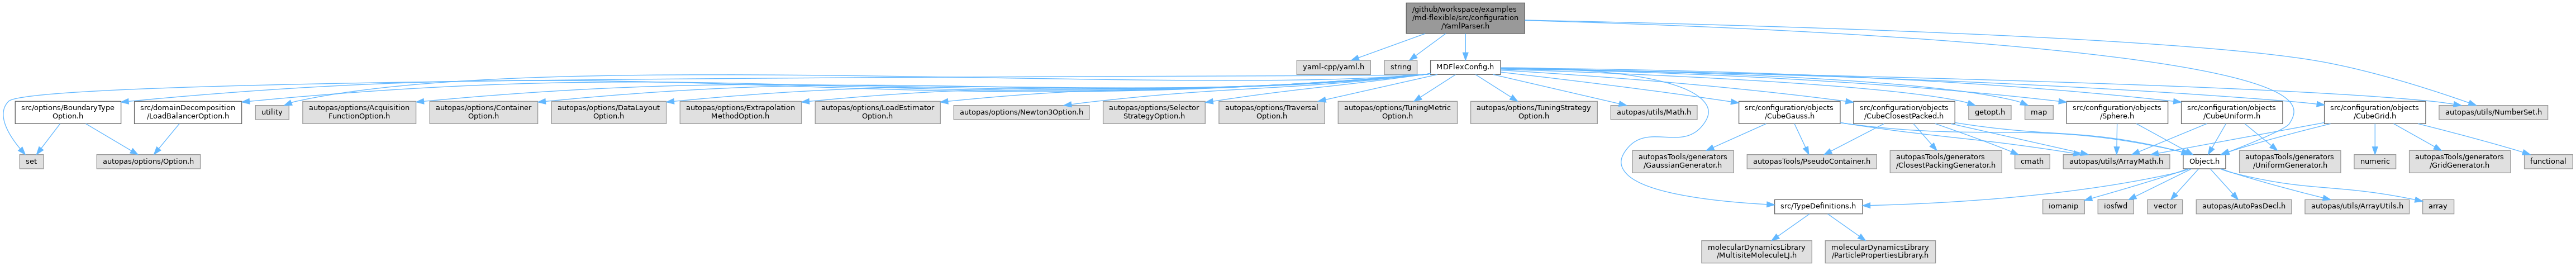 /github/workspace/examples
/md-flexible/src/configuration
/YamlParser.h
yaml-cpp/yaml.h
string
MDFlexConfig.h
src/options/BoundaryType
Option.h
src/domainDecomposition
/LoadBalancerOption.h
utility
autopas/options/Acquisition
FunctionOption.h
autopas/options/Container
Option.h
autopas/options/DataLayout
Option.h
autopas/options/Extrapolation
MethodOption.h
autopas/options/LoadEstimator
Option.h
autopas/options/Newton3Option.h
autopas/options/Selector
StrategyOption.h
autopas/options/Traversal
Option.h
autopas/options/TuningMetric
Option.h
autopas/options/TuningStrategy
Option.h
autopas/utils/Math.h
src/configuration/objects
/CubeGauss.h
src/configuration/objects
/CubeClosestPacked.h
getopt.h
map
src/configuration/objects
/Sphere.h
src/configuration/objects
/CubeUniform.h
src/configuration/objects
/CubeGrid.h
autopas/utils/NumberSet.h
set
autopas/options/Option.h
autopasTools/generators
/GaussianGenerator.h
autopasTools/PseudoContainer.h
autopasTools/generators
/ClosestPackingGenerator.h
cmath
autopas/utils/ArrayMath.h
Object.h
autopasTools/generators
/UniformGenerator.h
numeric
autopasTools/generators
/GridGenerator.h
functional
src/TypeDefinitions.h
iomanip
iosfwd
vector
autopas/AutoPasDecl.h
autopas/utils/ArrayUtils.h
array
molecularDynamicsLibrary
/MultisiteMoleculeLJ.h
molecularDynamicsLibrary
/ParticlePropertiesLibrary.h